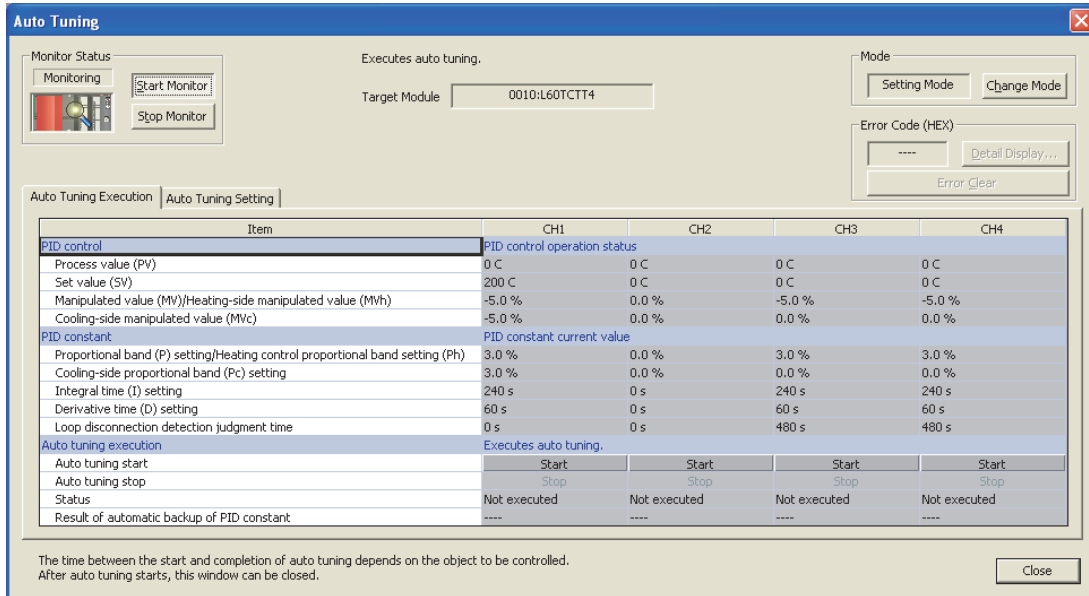 Auto Tuning
Monitor Status
Monitoring
Start Monitor
Stop Monitor
Executes auto tuning.
Target Module 0010:L60TCTT4
Mode
Setting Mode Change Mode
Error Code (HEX)
---- Detail Display...
Error Clear
Auto Tuning Execution Auto Tuning Setting
Item CH1 CH2 CH3 CH4
PID control PID control operation status
Process value (PV) 0 C 0 C 0 C 0 C
Set value (SV) 200 C 0 C 0 C 0 C
Manipulated value (MV)/Heating-side manipulated value (MVh) -5.0 % 0.0 % -5.0 % -5.0 %
Cooling-side manipulated value (MVc) -5.0 % 0.0 % 0.0 % 0.0 %
PID constant PID constant current value
Proportional band (P) setting/Heating control proportional band setting (Ph) 3.0 % 0.0 % 3.0 % 3.0 %
Cooling-side proportional band (Pc) setting 3.0 % 0.0 % 0.0 % 0.0 %
Integral time (I) setting 240 s 0 s 240 s 240 s
Derivative time (D) setting 60 s 0 s 60 s 60 s
Loop disconnection detection judgment time 0 s 0 s 480 s 480 s
Auto tuning execution Executes auto tuning.
Auto tuning start Start Start Start Start
Auto tuning stop Stop Stop Stop Stop
Status Not executed Not executed Not executed Not executed
Result of automatic backup of PID constant ---- ---- ---- ----
The time between the start and completion of auto tuning depends on the object to be controlled.
After auto tuning starts, this window can be closed.
Close